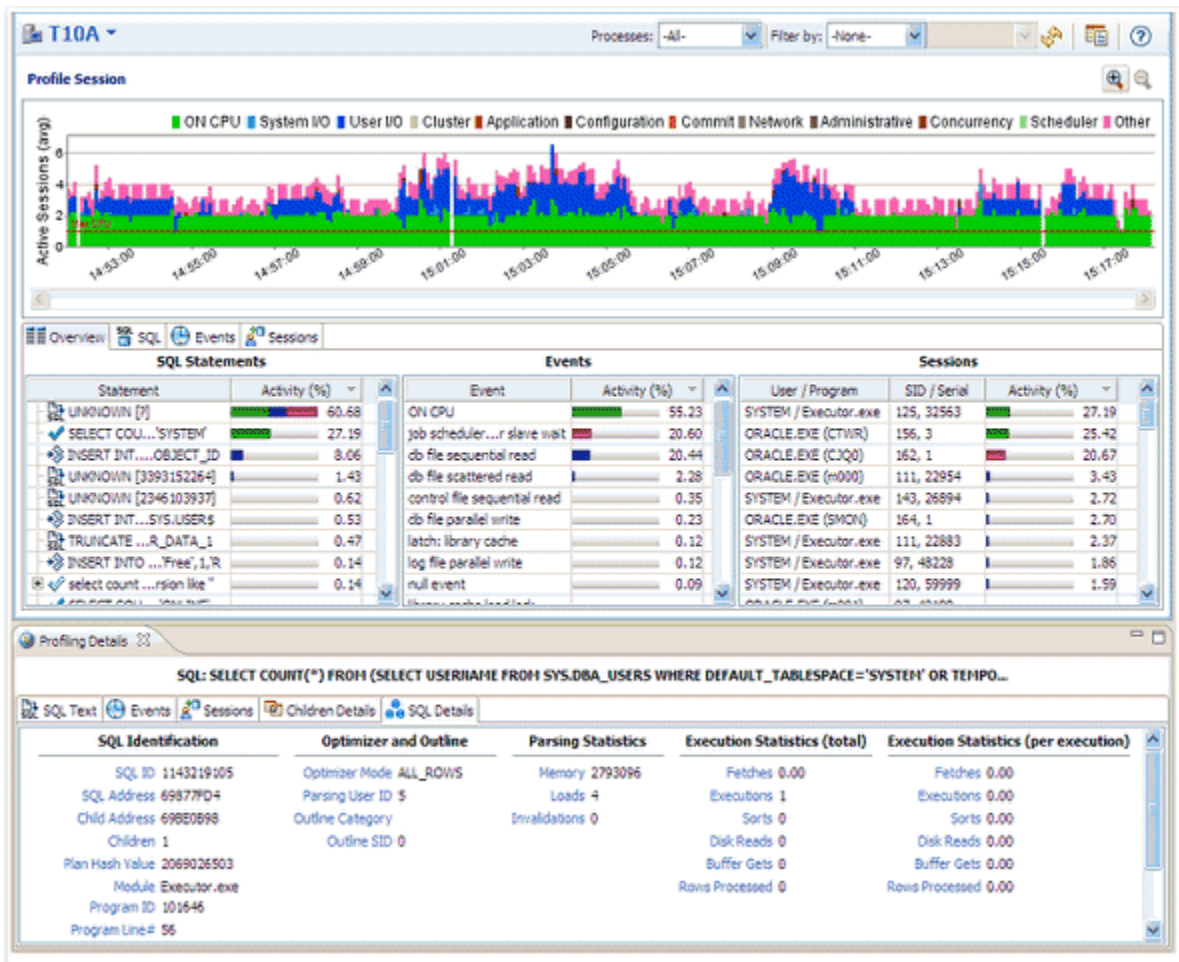 T10A
Processes: -All- Filter by: -None-
Profile Session
ON CPU System I/O User I/O Cluster Application Configuration Commit Network Administrative Concurrency Scheduler Other
Active Sessions (avg)
6
4
2
0
14:53:00 14:55:00 14:57:00 14:59:00 15:01:00 15:03:00 15:05:00 15:07:00 15:09:00 15:11:00 15:13:00 15:15:00 15:17:00
Overview SQL Events Sessions
SQL Statements Events Sessions
Statement Activity (%) Event Activity (%) User / Program SID / Serial Activity (%)
UNKNOWN [?] 60.68 ON CPU 55.23 SYSTEM / Executor.exe 125, 32563 27.19
SELECT COU...'SYSTEM' 27.19 job scheduler...r slave wait 20.60 ORACLE.EXE (CTWR) 156, 3 25.42
INSERT INT....OBJECT_ID 8.06 db file sequential read 20.44 ORACLE.EXE (CJQ0) 162, 1 20.67
UNKNOWN [3393152264] 1.43 db file scattered read 2.28 ORACLE.EXE (m000) 111, 22954 3.43
UNKNOWN [2346103937] 0.62 control file sequential read 0.35 SYSTEM / Executor.exe 143, 26894 2.72
INSERT INT...SYS.USER$ 0.53 db file parallel write 0.23 ORACLE.EXE (SMON) 164, 1 2.70
TRUNCATE ...R_DATA_1 0.47 latch: library cache 0.12 SYSTEM / Executor.exe 111, 22883 2.37
INSERT INTO ...'Free',1,'R 0.14 log file parallel write 0.12 SYSTEM / Executor.exe 97, 48228 1.86
select count ...rsion like " 0.14 null event 0.09 SYSTEM / Executor.exe 120, 59999 1.59
Profiling Details
SQL: SELECT COUNT(*) FROM (SELECT USERNAME FROM SYS.DBA_USERS WHERE DEFAULT_TABLESPACE='SYSTEM' OR TEMPO...
SQL Text Events Sessions Children Details SQL Details
SQL Identification Optimizer and Outline Parsing Statistics Execution Statistics (total) Execution Statistics (per execution)
SQL ID 1143219105 Optimizer Mode ALL_ROWS Memory 2793096 Fetches 0.00 Fetches 0.00
SQL Address 69877FD4 Parsing User ID 5 Loads 4 Executions 1 Executions 0.00
Child Address 698E0B98 Outline Category Invalidations 0 Sorts 0 Sorts 0.00
Children 1 Outline SID 0 Disk Reads 0 Disk Reads 0.00
Plan Hash Value 2069026503 Buffer Gets 0 Buffer Gets 0.00
Module Executor.exe Rows Processed 0 Rows Processed 0.00
Program ID 101646
Program Line# 56